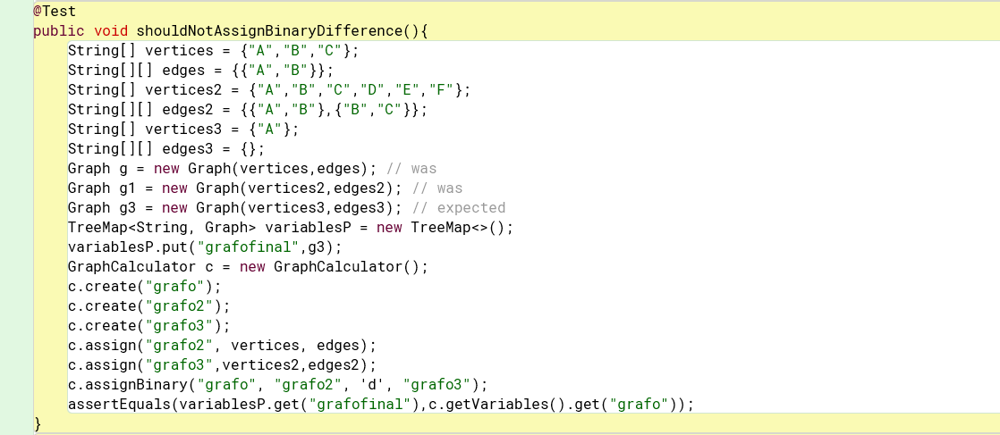 @Test
public void shouldNotAssignBinaryDifference(){
String[] vertices = {"A","B","C"};
String[][] edges = {{"A","B"}};
String[] vertices2 = {"A","B","C","D","E","F"};
String[][] edges2 = {{"A","B"},{"B","C"}};
String[] vertices3 = {"A"};
String[][] edges3 = {};
Graph g = new Graph(vertices,edges); // was
Graph g1 = new Graph(vertices2,edges2); // was
Graph g3 = new Graph(vertices3,edges3); // expected
TreeMap<String, Graph> variablesP = new TreeMap<>();
variablesP.put("grafofinal",g3);
GraphCalculator c = new GraphCalculator();
c.create("grafo");
c.create("grafo2");
c.create("grafo3");
c.assign("grafo2", vertices, edges);
c.assign("grafo3",vertices2,edges2);
c.assignBinary("grafo", "grafo2", 'd', "grafo3");
assertEquals(variablesP.get("grafofinal"),c.getVariables().get("grafo"));
}